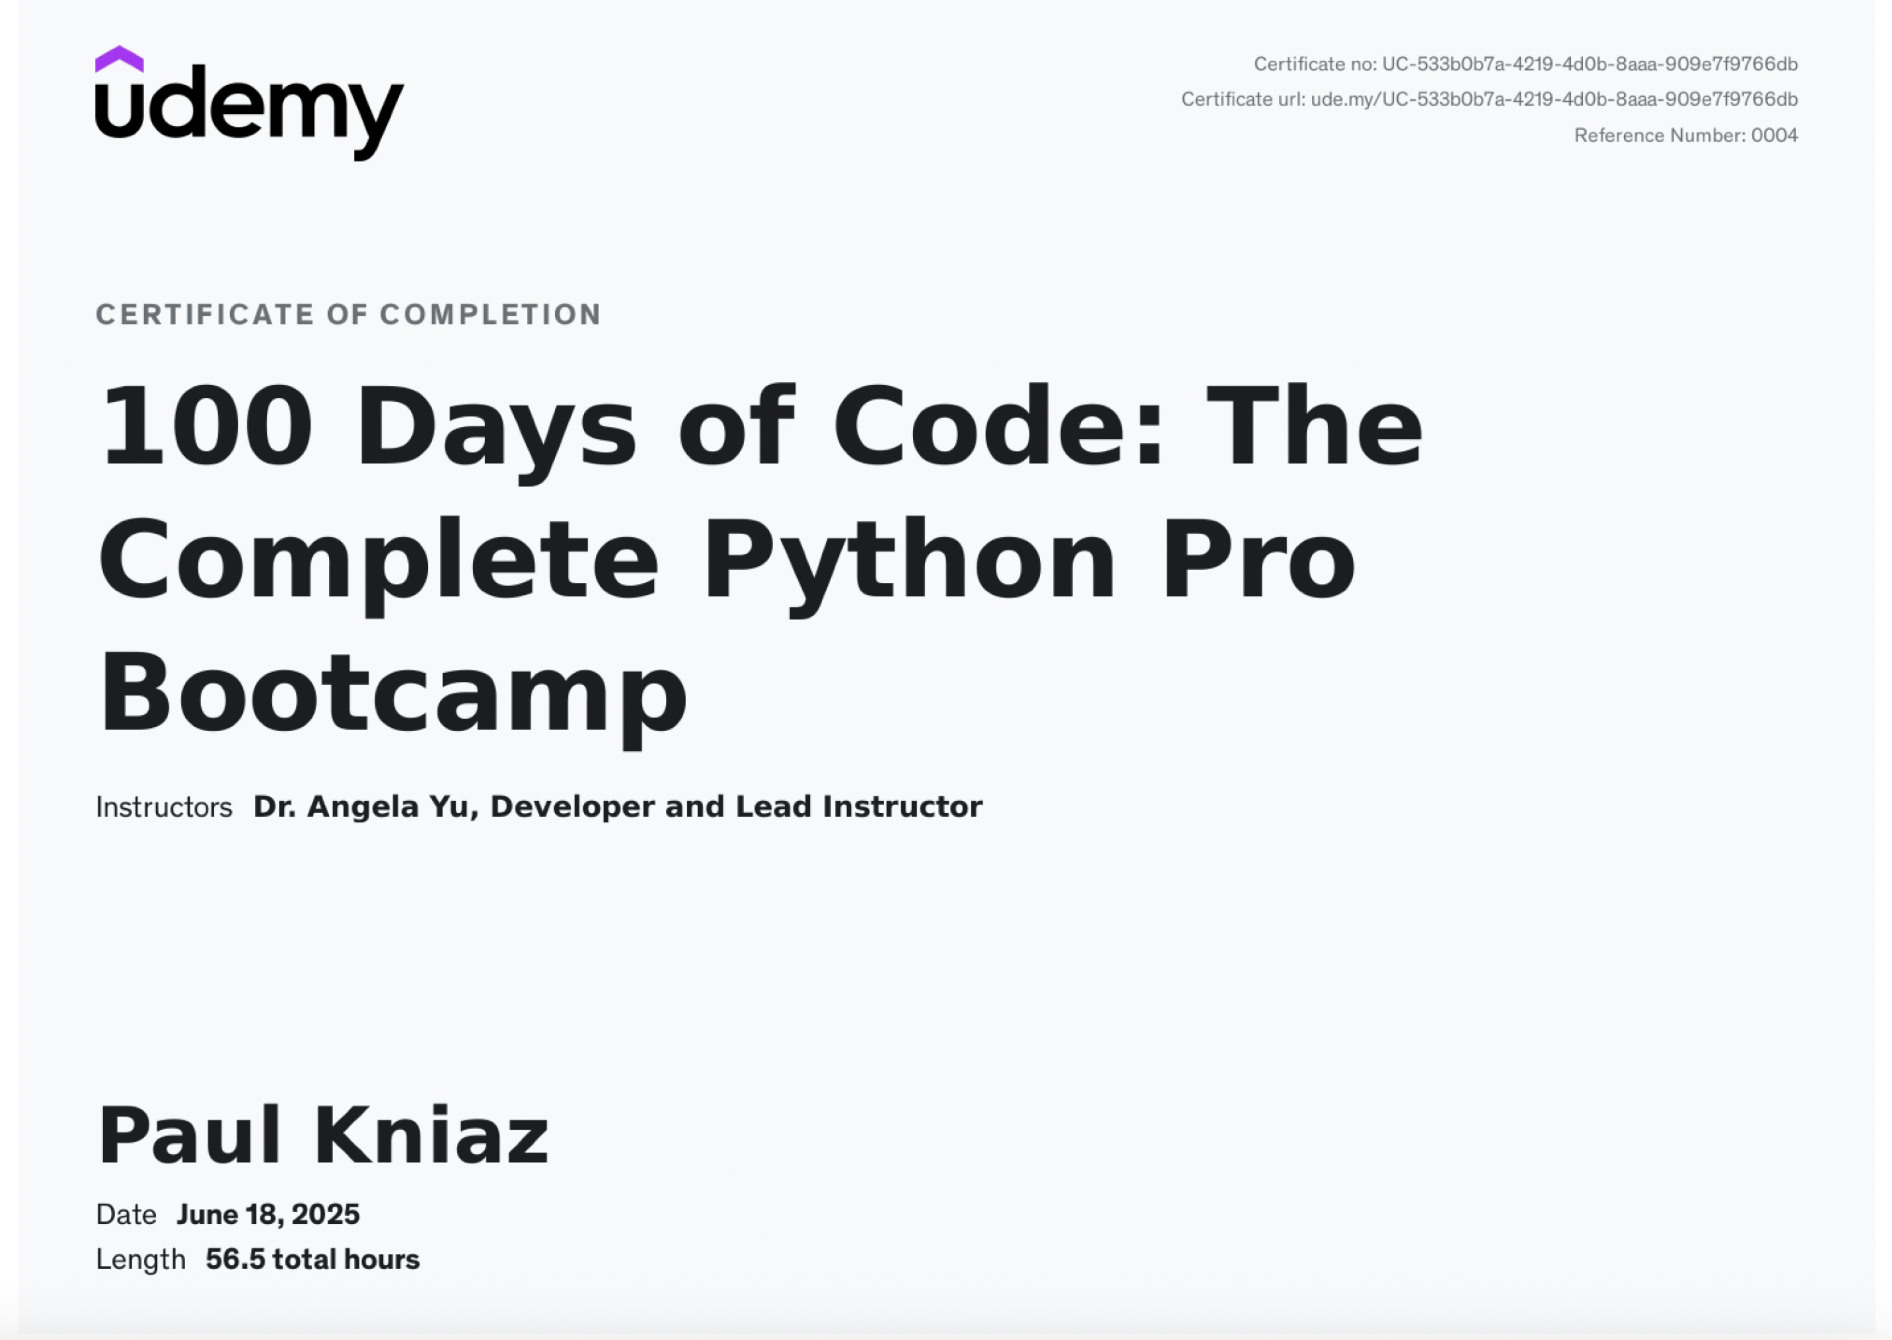 udemy
Certificate no: UC-533b0b7a-4219-4d0b-8aaa-909e7f9766db
Certificate url: ude.my/UC-533b0b7a-4219-4d0b-8aaa-909e7f9766db
Reference Number: 0004
CERTIFICATE OF COMPLETION
100 Days of Code: The
Complete Python Pro
Bootcamp
Instructors Dr. Angela Yu, Developer and Lead Instructor
Paul Kniaz
Date June 18, 2025
Length 56.5 total hours